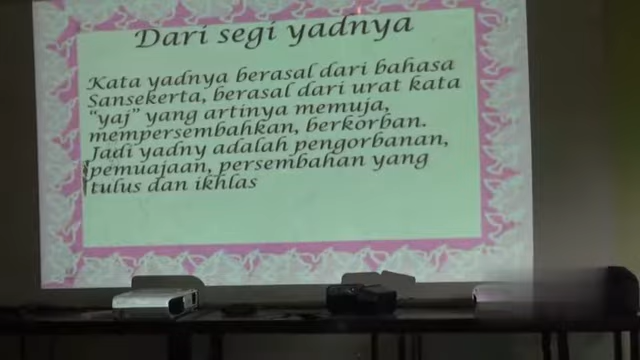 Dari segi yadnya
Kata yadnya berasal dari bahasa
Sansekerta, berasal dari urat kata
"yaj" yang artinya memuja,
mempersembahkan, berkorban.
Jadi yadny adalah pengorbanan,
pemuajaan, persembahan yang
tulus dan ikhlas